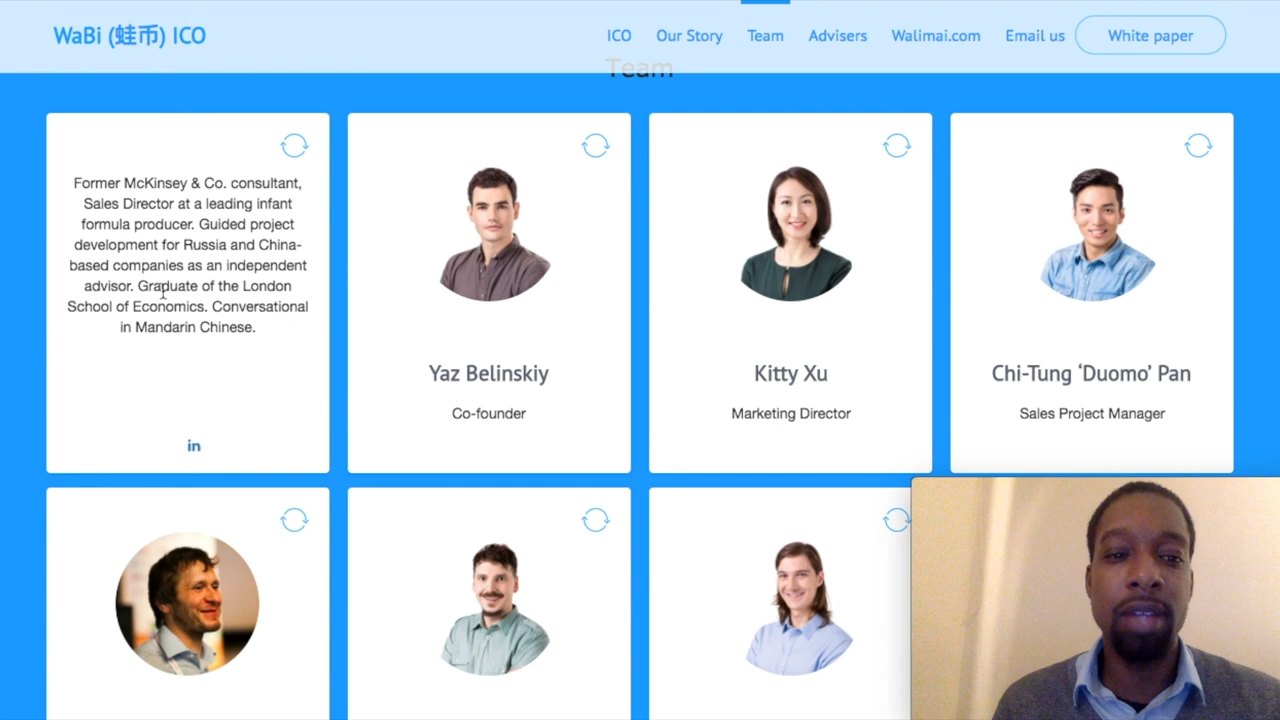 WaBi (蛙币) ICO
ICO
Our Story
Team
Advisers
Walimai.com
Email us
White paper
Team
Former McKinsey & Co. consultant,
Sales Director at a leading infant
formula producer. Guided project
development for Russia and China-
based companies as an independent
advisor. Graduate of the London
School of Economics. Conversational
in Mandarin Chinese.
in
Yaz Belinskiy
Co-founder
Kitty Xu
Marketing Director
Chi-Tung ‘Duomo’ Pan
Sales Project Manager